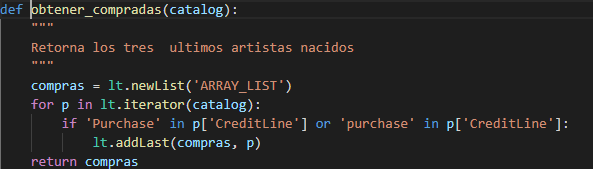 def obtener_compradas(catalog):
    """
    Retorna los tres  ultimos artistas nacidos
    """
    compras = lt.newList('ARRAY_LIST')
    for p in lt.iterator(catalog):
        if 'Purchase' in p['CreditLine'] or 'purchase' in p['CreditLine']:
            lt.addLast(compras, p)
    return compras